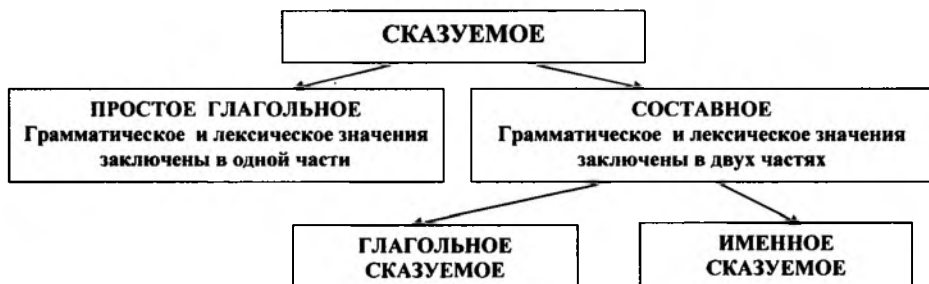 СКАЗУЕМОЕ
ПРОСТОЕ ГЛАГОЛЬНОЕ
Грамматическое и лексическое значения
заключены в одной части
СОСТАВНОЕ
Грамматическое и лексическое значения
заключены в двух частях
ГЛАГОЛЬНОЕ
СКАЗУЕМОЕ
ИМЕННОЕ
СКАЗУЕМОЕ